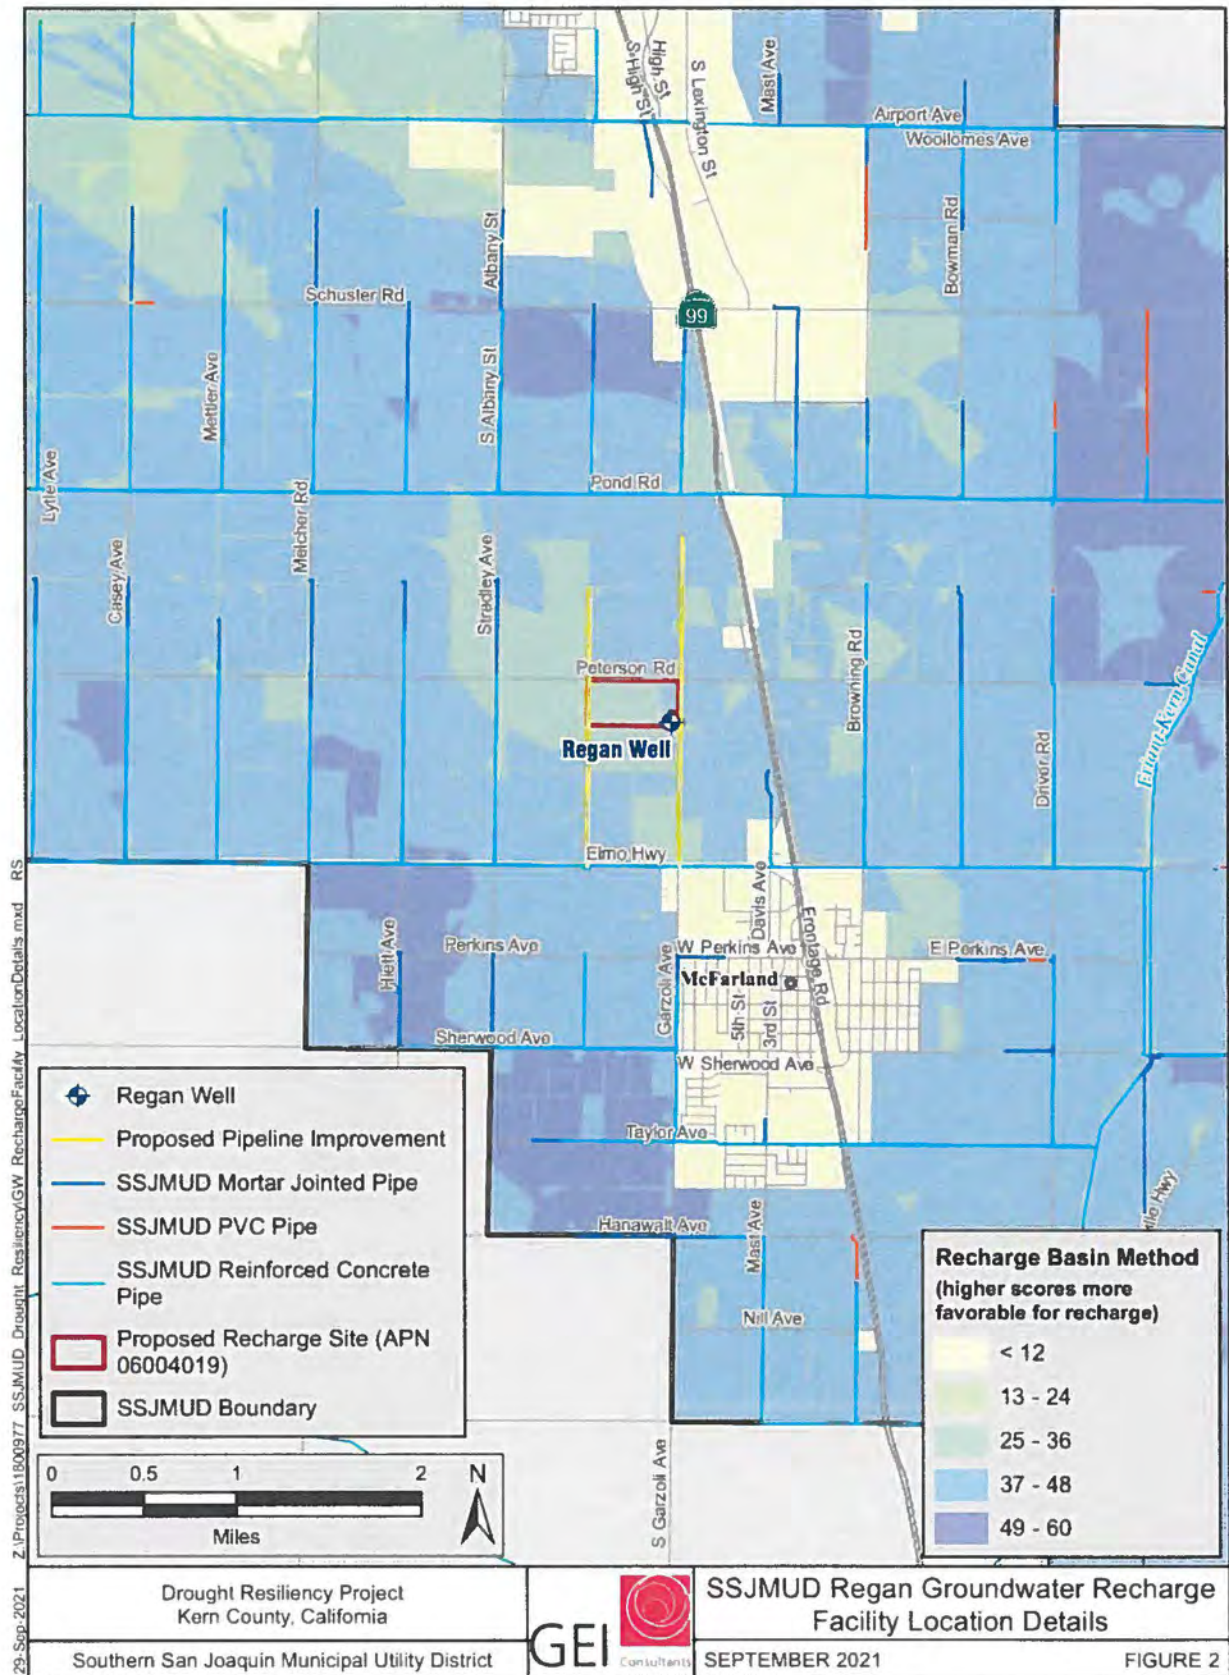 High St
S High St
S Lexington St
Mast Ave
Airport Ave
Woollomes Ave
Albany St
Bowman Rd
Schusler Rd
99
Mettler Ave
S Albany St
Lytle Ave
Pond Rd
Melcher Rd
Casey Ave
Stradley Ave
Peterson Rd
Browning Rd
Friant-Kern Canal
Regan Well
Driver Rd
Elmo Hwy
Davis Ave
Frontage Rd
Hiett Ave
Perkins Ave
W Perkins Ave
E Perkins Ave
Garzoli Ave
McFarland
5th St
3rd St
Sherwood Ave
W Sherwood Ave
Taylor Ave
Hanawalt Ave
Mast Ave
Hwy
Nill Ave
S Garzoli Ave
Regan Well
Proposed Pipeline Improvement
SSJMUD Mortar Jointed Pipe
SSJMUD PVC Pipe
SSJMUD Reinforced Concrete
Pipe
Proposed Recharge Site (APN
06004019)
SSJMUD Boundary
0 0.5 1 2
Miles
N
Recharge Basin Method
(higher scores more
favorable for recharge)
< 12
13 - 24
25 - 36
37 - 48
49 - 60
29-Sep-2021 Z:\Projects\1800977_SSJMUD_Drought_Resiliency\GW_RechargeFacility_LocationDetails.mxd RS
Drought Resiliency Project
Kern County, California
Southern San Joaquin Municipal Utility District
GEI
Consultants
SSJMUD Regan Groundwater Recharge
Facility Location Details
SEPTEMBER 2021
FIGURE 2